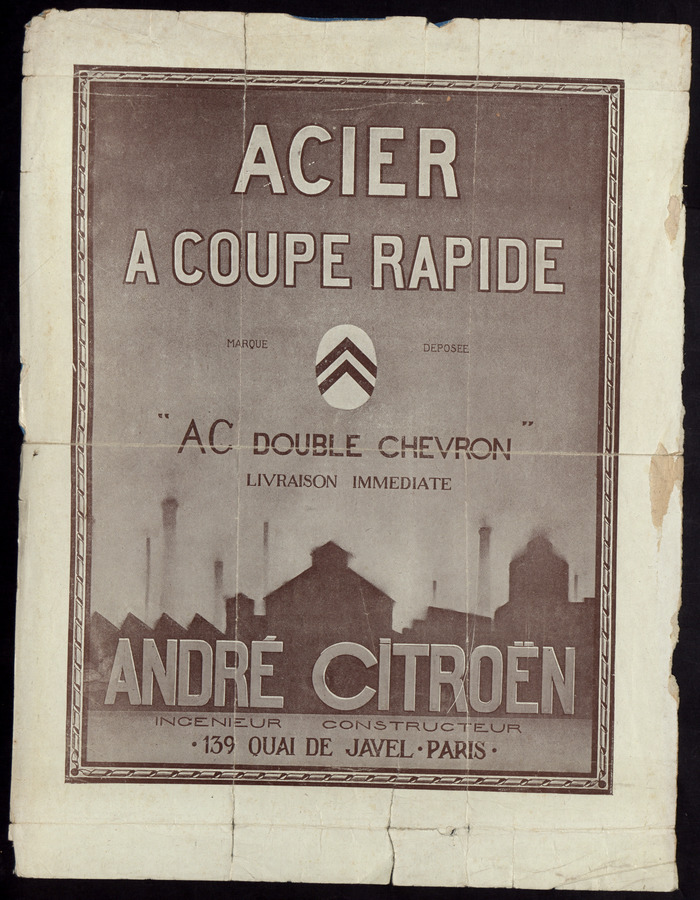 ACIER
A COUPE RAPIDE
MARQUE DEPOSEE
"AC DOUBLE CHEVRON"
LIVRAISON IMMEDIATE
ANDRÉ CITROËN
INGENIEUR CONSTRUCTEUR
· 139 QUAI DE JAVEL · PARIS ·